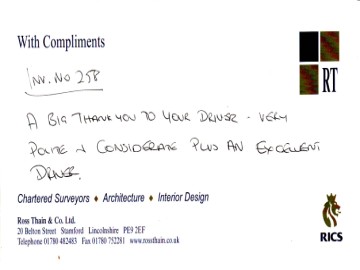 With Compliments
INV. NO 258
RT
A BIG THANK YOU TO YOUR DRIVER - VERY
POLITE & CONSIDERATE PLUS AN EXCELLENT
DRIVER.
Chartered Surveyors ♦ Architecture ♦ Interior Design
Ross Thain & Co. Ltd.
20 Belton Street Stamford Lincolnshire PE9 2EF
Telephone 01780 482483 Fax 01780 752281 www.rossthain.co.uk
RICS